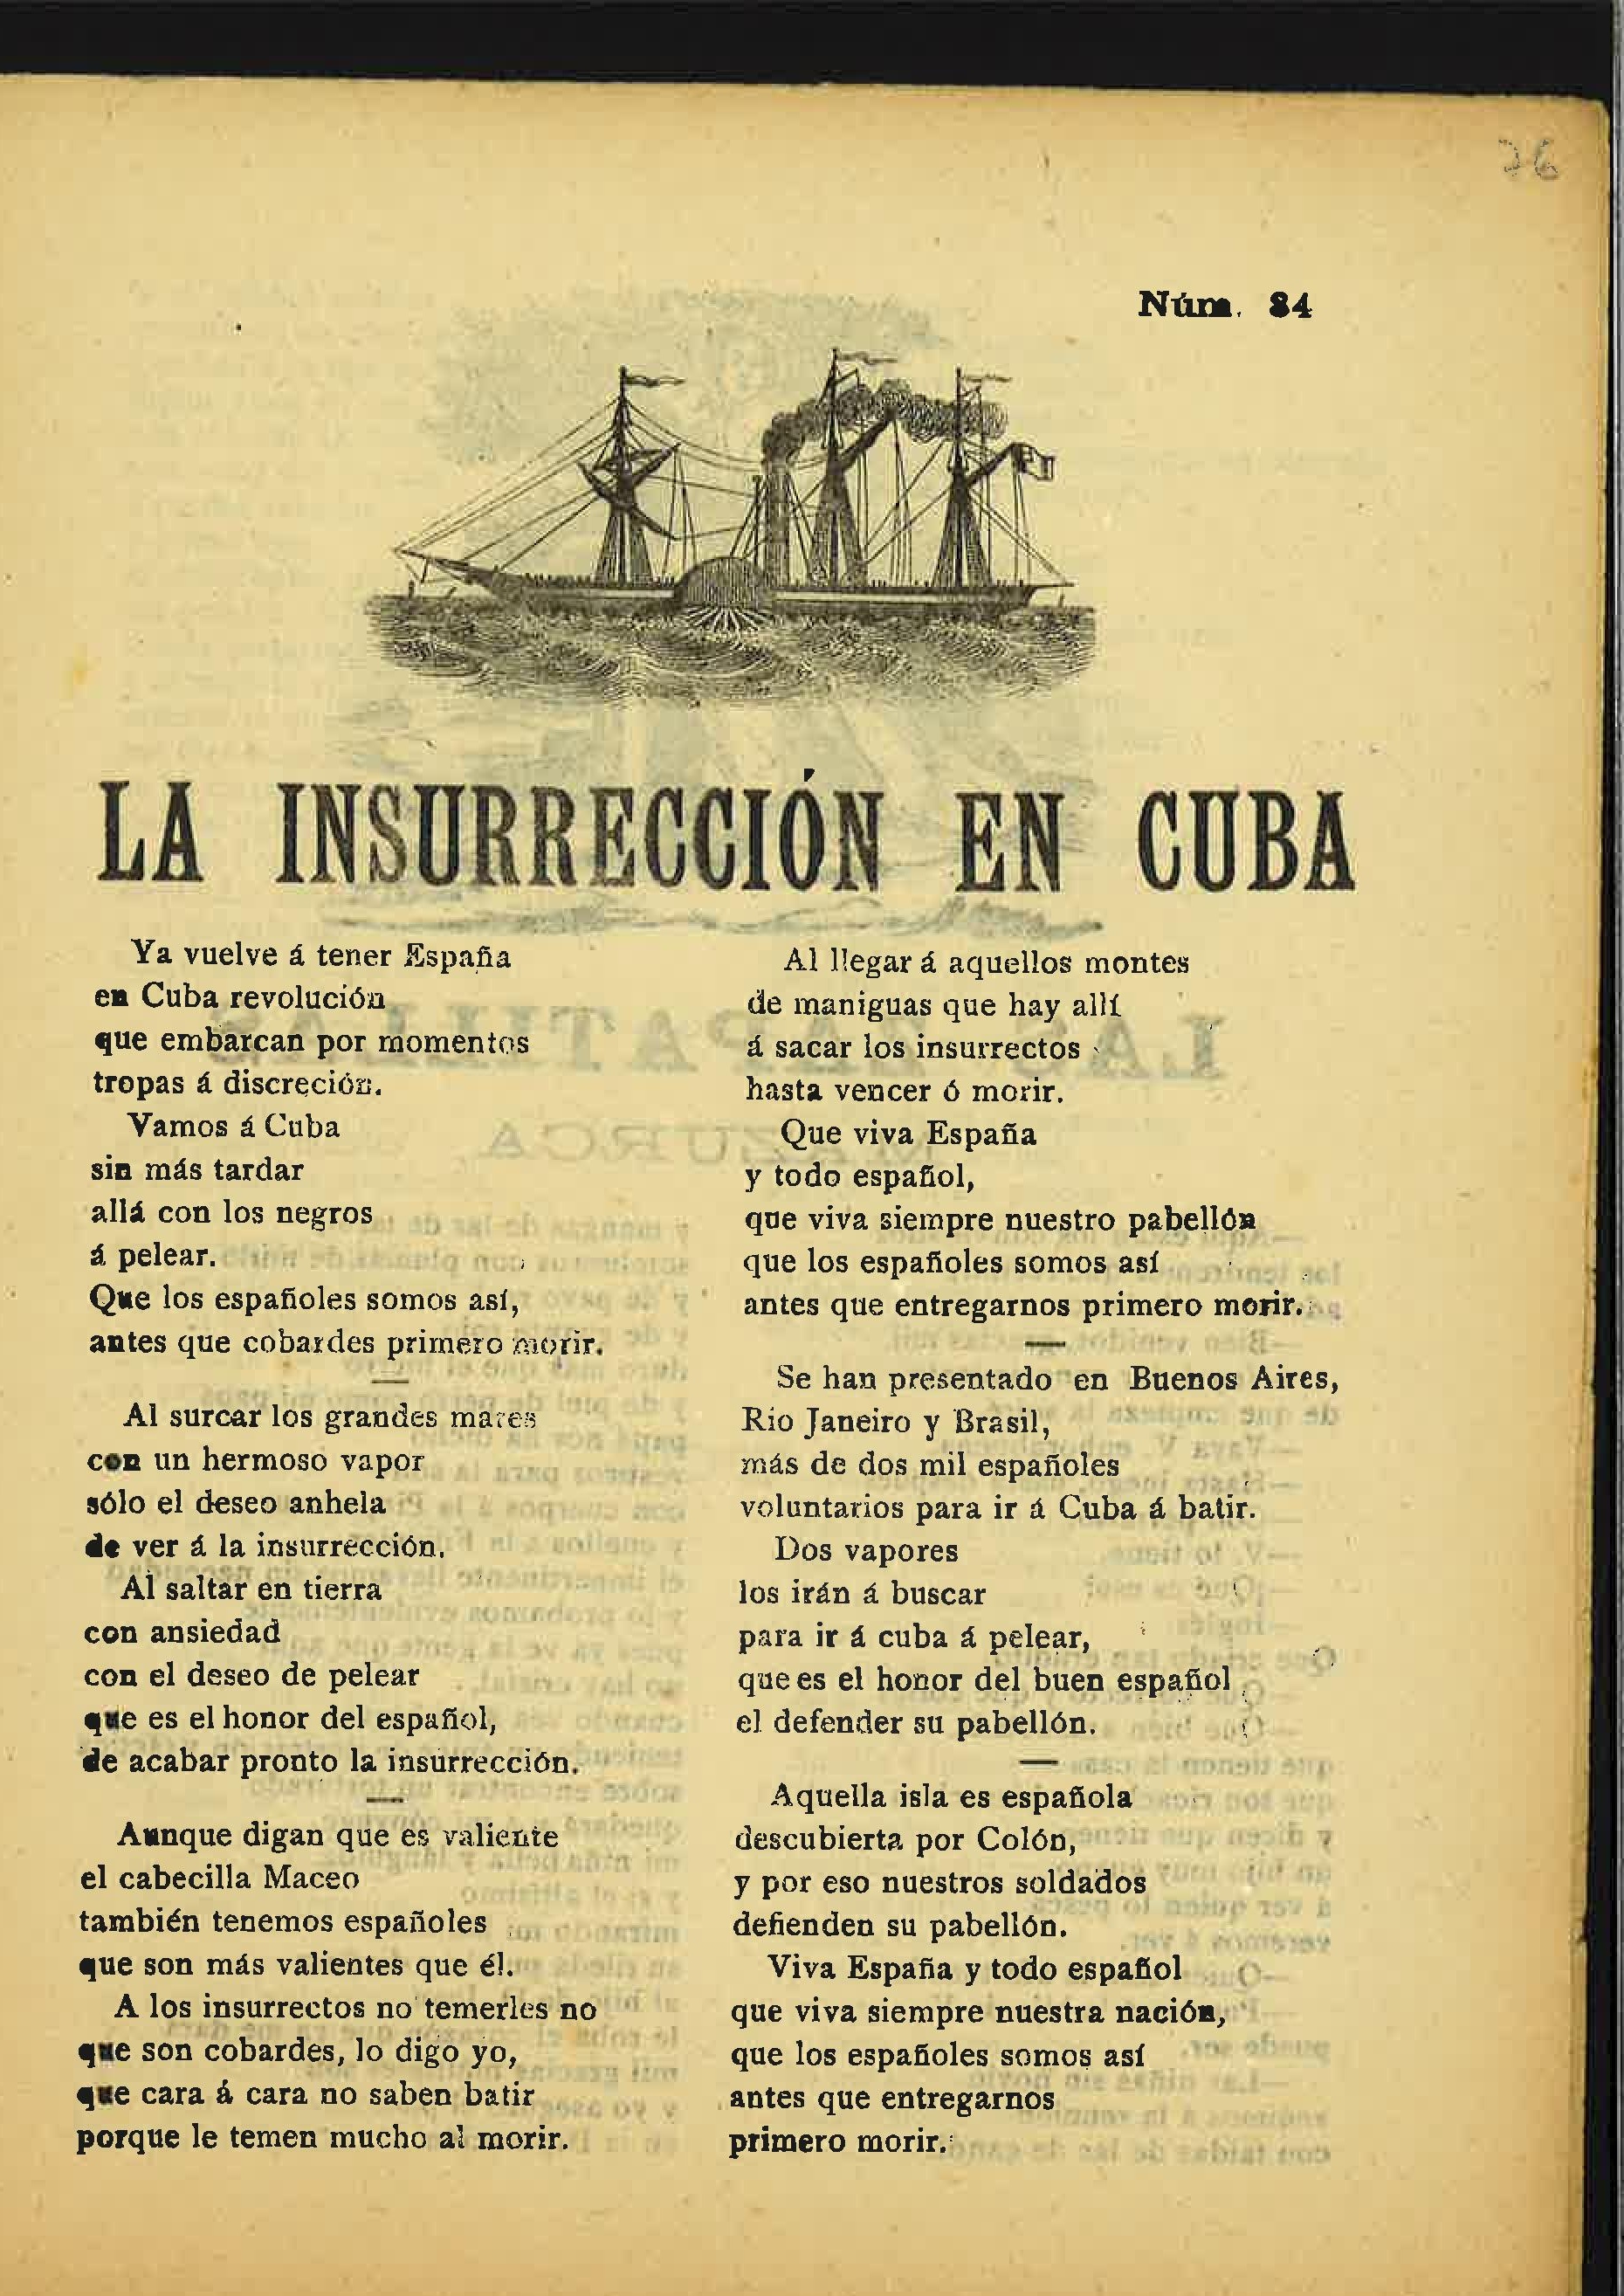 76
Núm. 84
LA INSURRECCIÓN EN CUBA
Ya vuelve á tener España
en Cuba revolución
que embarcan por momentos
tropas á discreción.
Vamos á Cuba
sin más tardar
allá con los negros
á pelear.
Que los españoles somos así,
antes que cobardes primero morir.
Al surcar los grandes mares
con un hermoso vapor
sólo el deseo anhela
de ver á la insurrección.
Al saltar en tierra
con ansiedad
con el deseo de pelear
que es el honor del español,
de acabar pronto la insurrección.
Aunque digan que es valiente
el cabecilla Maceo
también tenemos españoles
que son más valientes que él.
A los insurrectos no temerles no
que son cobardes, lo digo yo,
que cara á cara no saben batir
porque le temen mucho al morir.
Al llegar á aquellos montes
de maniguas que hay allí
á sacar los insurrectos
hasta vencer ó morir.
Que viva España
y todo español,
que viva siempre nuestro pabellón
que los españoles somos así
antes que entregarnos primero morir.
Se han presentado en Buenos Aires,
Rio Janeiro y Brasil,
más de dos mil españoles
voluntarios para ir á Cuba á batir.
Dos vapores
los irán á buscar
para ir á cuba á pelear,
que es el honor del buen español
el defender su pabellón.
Aquella isla es española
descubierta por Colón,
y por eso nuestros soldados
defienden su pabellón.
Viva España y todo español
que viva siempre nuestra nación,
que los españoles somos así
antes que entregarnos
primero morir.